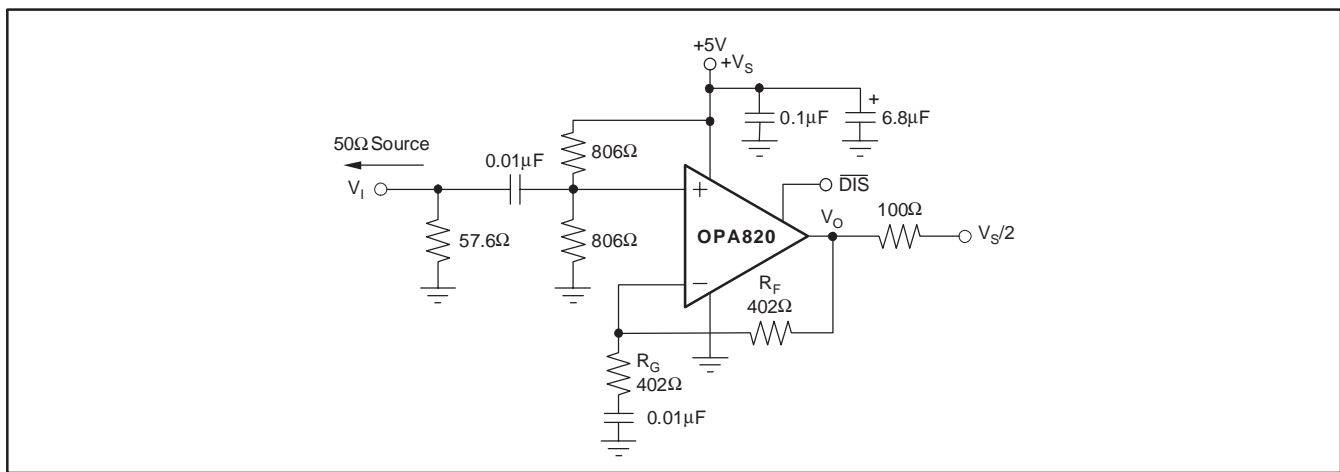 +5V
+V_S
0.1μF
+
6.8μF
50Ω Source
0.01μF
806Ω
V_I
+
DIS
100Ω
57.6Ω
806Ω
OPA820
V_O
V_S/2
−
R_F
402Ω
R_G
402Ω
0.01μF